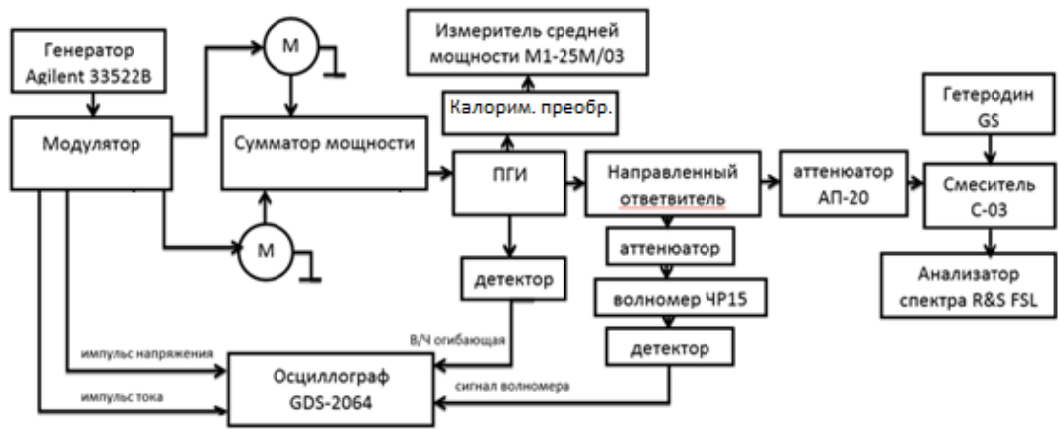 Генератор
Agilent 33522B
Модулятор
М
Сумматор мощности
М
Измеритель средней
мощности М1-25М/03
Калорим. преобр.
ПГИ
детектор
Направленный
ответвитель
аттенюатор
волномер ЧР15
детектор
аттенюатор
АП-20
Гетеродин
GS
Смеситель
С-03
Анализатор
спектра R&S FSL
В/Ч огибающая
импульс напряжения
импульс тока
Осциллограф
GDS-2064
сигнал волномера